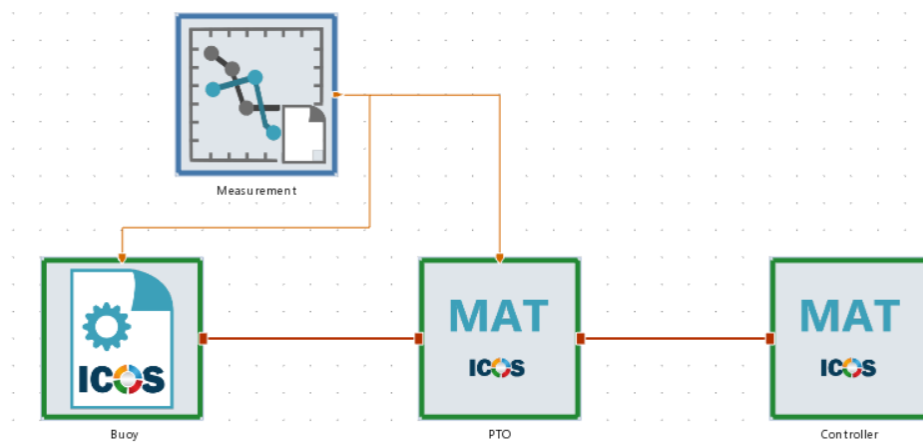 Measurement
ICOS
Buoy
MAT
ICOS
PTO
MAT
ICOS
Controller